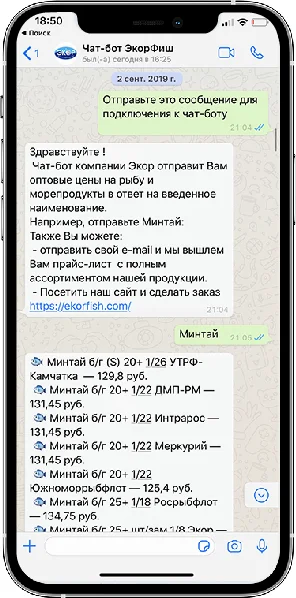 18:50
Поиск
1
ЭКОР
Чат-бот ЭкорФиш
был(-а) сегодня в 16:25
2 сент. 2019 г.
Отправьте это сообщение для
подключения к чат-боту
21:04
Здравствуйте !
Чат-бот компании Экор отправит Вам
оптовые цены на рыбу и
морепродукты в ответ на введенное
наименование.
Например, отправьте Минтай:
Также Вы можете:
- отправить свой e-mail и мы вышлем
Вам прайс-лист с полным
ассортиментом нашей продукции.
- Посетить наш сайт и сделать заказ
https://ekorfish.com/
21:04
Минтай
21:05
Минтай б/г (S) 20+ 1/26 УТРФ-
Камчатка — 129,8 руб.
Минтай б/г 20+ 1/22 ДМП-РМ —
131,45 руб.
Минтай б/г 20+ 1/22 Интрарос —
131,45 руб.
Минтай б/г 20+ 1/22 Меркурий —
131,45 руб.
Минтай б/г 20+ 1/22
Южноморрыбфлот — 125,4 руб.
Минтай б/г 25+ 1/18 Росрыбфлот
— 134,75 руб.
Минтай б/г 25+ шт/зам 1/8 Экор —